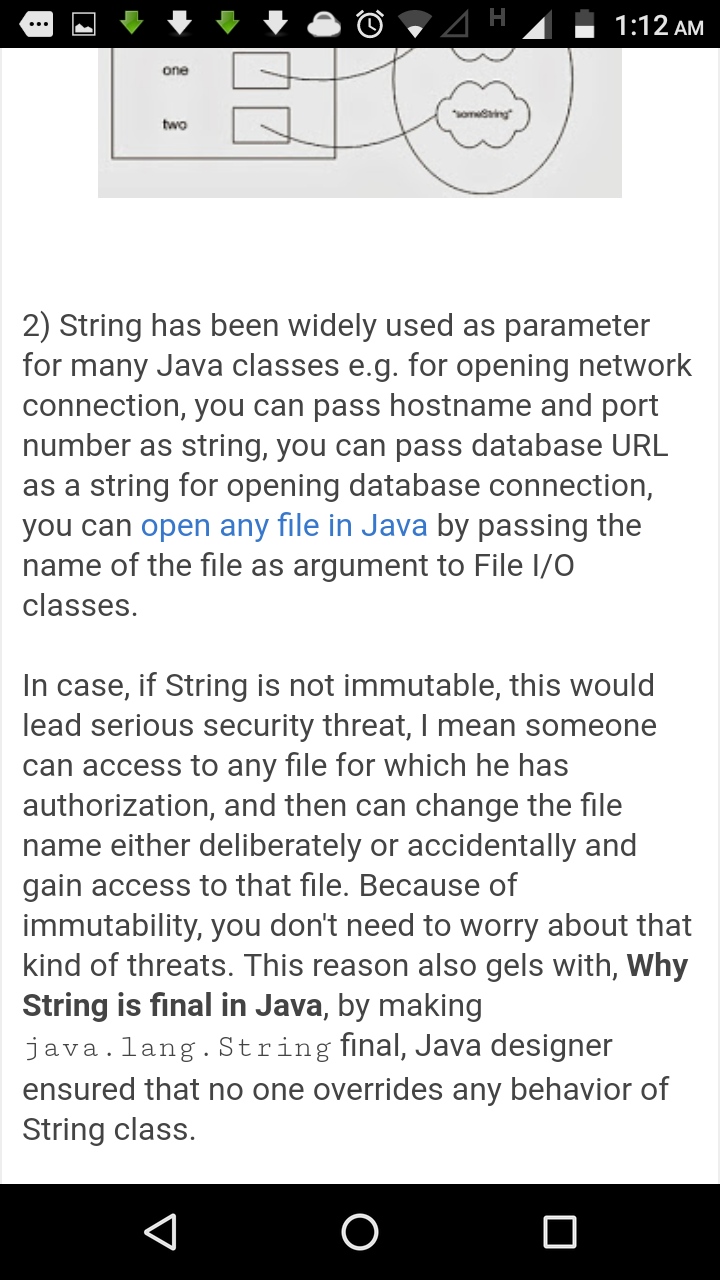 H 1:12 AM
one
two
"someString"
2) String has been widely used as parameter
for many Java classes e.g. for opening network
connection, you can pass hostname and port
number as string, you can pass database URL
as a string for opening database connection,
you can open any file in Java by passing the
name of the file as argument to File I/O
classes.
In case, if String is not immutable, this would
lead serious security threat, I mean someone
can access to any file for which he has
authorization, and then can change the file
name either deliberately or accidentally and
gain access to that file. Because of
immutability, you don't need to worry about that
kind of threats. This reason also gels with, Why
String is final in Java, by making
java.lang.String final, Java designer
ensured that no one overrides any behavior of
String class.